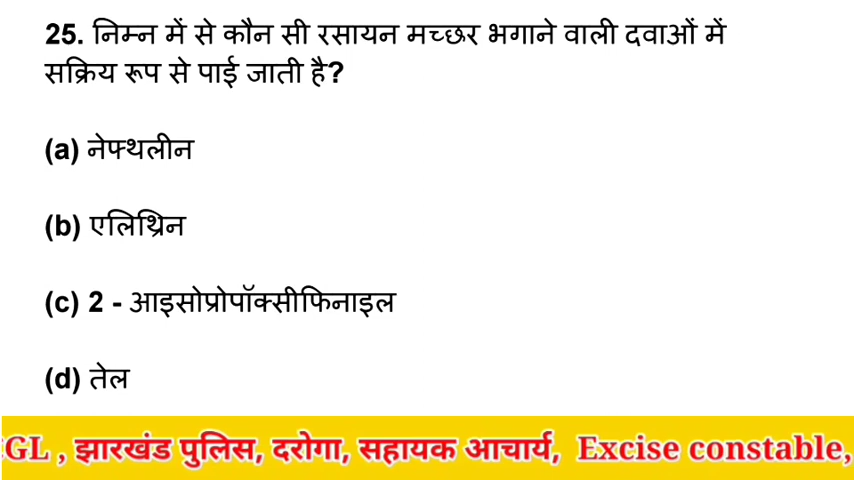 25. निम्न में से कौन सी रसायन मच्छर भगाने वाली दवाओं में
सक्रिय रूप से पाई जाती है?
(a) नेफ्थलीन
(b) एलिथ्रिन
(c) 2 - आइसोप्रोपॉक्सीफिनाइल
(d) तेल
GL , झारखंड पुलिस, दरोगा, सहायक आचार्य, Excise constable,